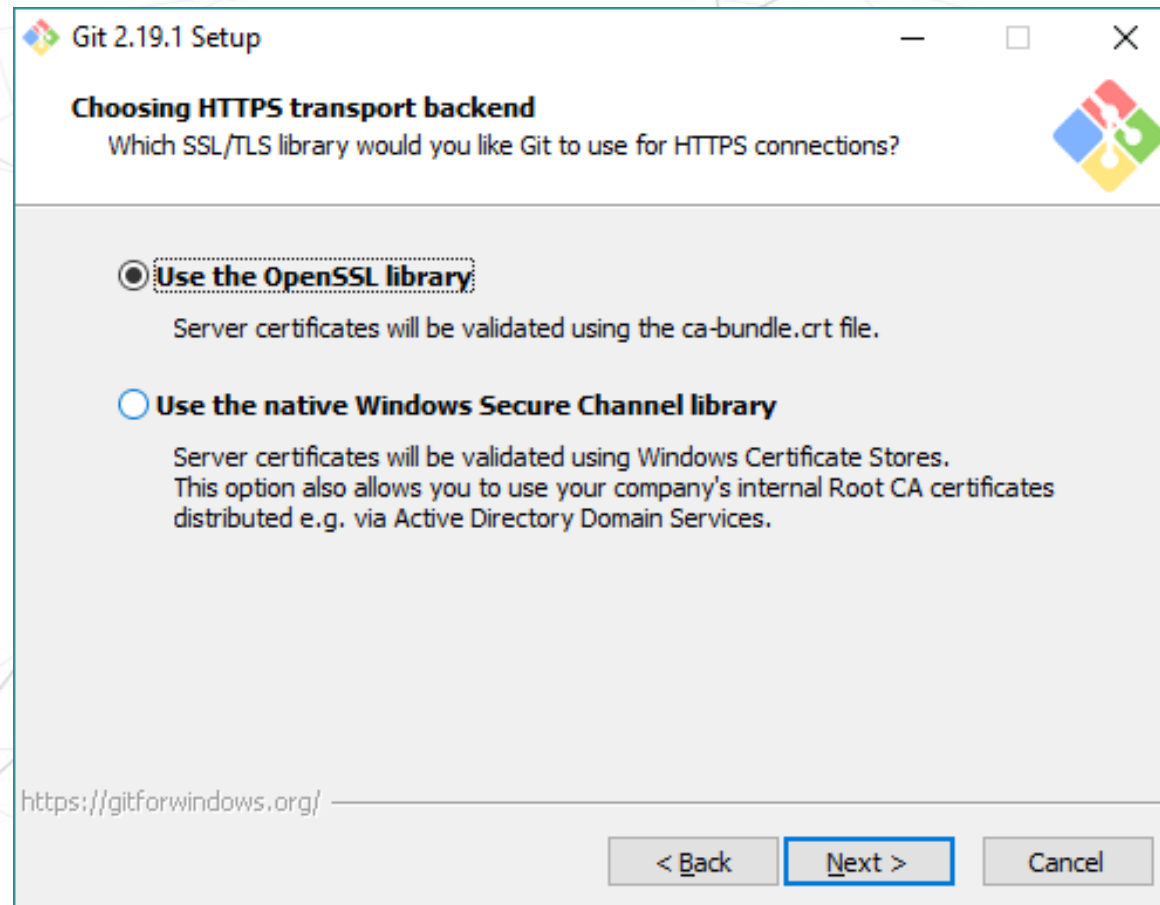 Git 2.19.1 Setup
Choosing HTTPS transport backend
Which SSL/TLS library would you like Git to use for HTTPS connections?
Use the OpenSSL library
Server certificates will be validated using the ca-bundle.crt file.
Use the native Windows Secure Channel library
Server certificates will be validated using Windows Certificate Stores.
This option also allows you to use your company's internal Root CA certificates
distributed e.g. via Active Directory Domain Services.
https://gitforwindows.org/
< Back Next > Cancel